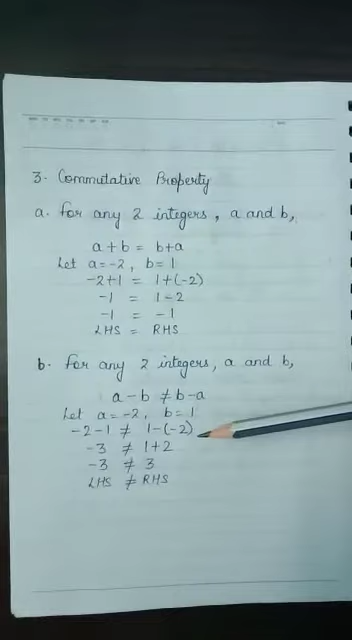 3. Commutative Property
a. For any 2 integers, a and b,
a + b = b+a
Let a=-2, b=1
-2+1 = 1+(-2)
-1 = 1-2
-1 = -1
LHS = RHS
b. For any 2 integers, a and b,
a - b ≠ b-a
Let a=-2, b=1
-2-1 ≠ 1-(-2)
-3 ≠ 1+2
-3 ≠ 3
LHS ≠ RHS